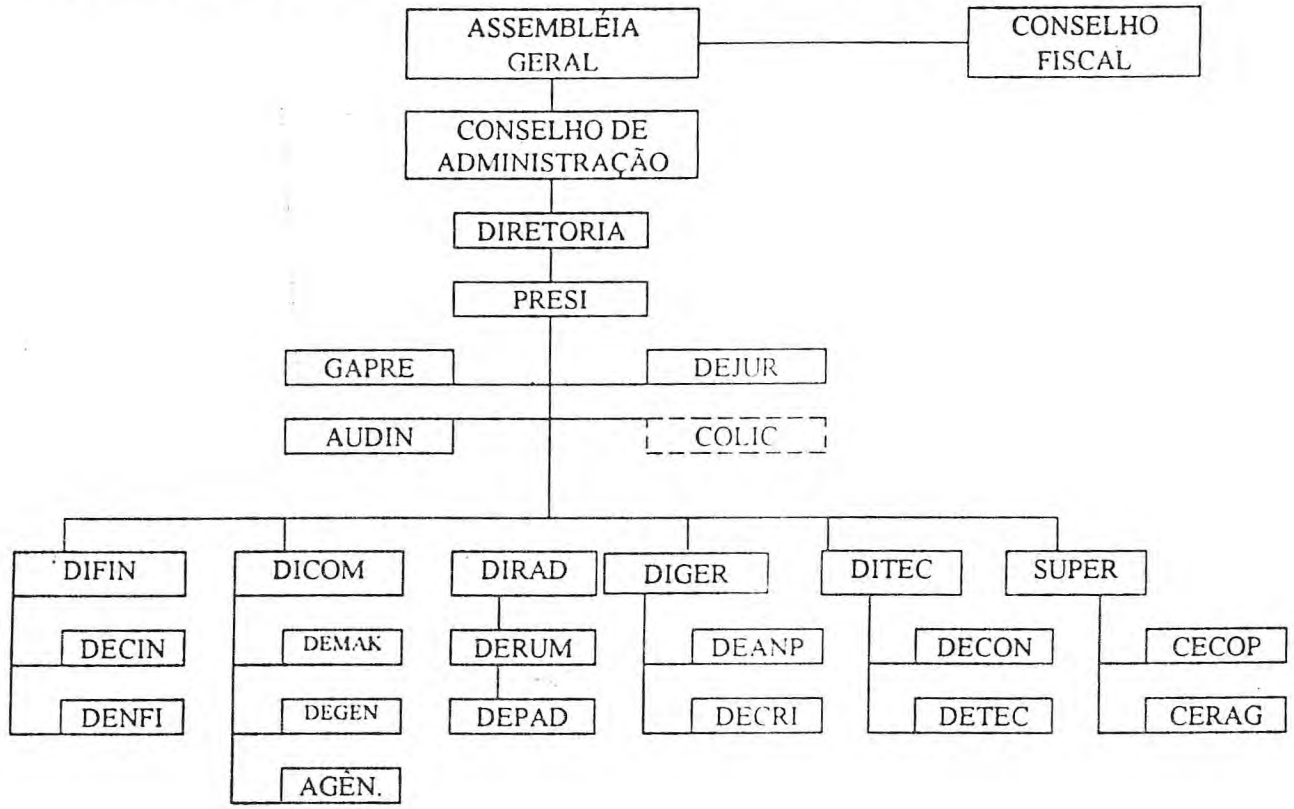 ASSEMBLÉIA
GERAL
CONSELHO
FISCAL
CONSELHO DE
ADMINISTRAÇÃO
DIRETORIA
PRESI
GAPRE
DEJUR
AUDIN
COLIC
DIFIN
DICOM
DIRAD
DIGER
DITEC
SUPER
DECIN
DEMAK
DERUM
DEANP
DECON
CECOP
DENFI
DEGEN
DEPAD
DECRI
DETEC
CERAG
AGÊN.